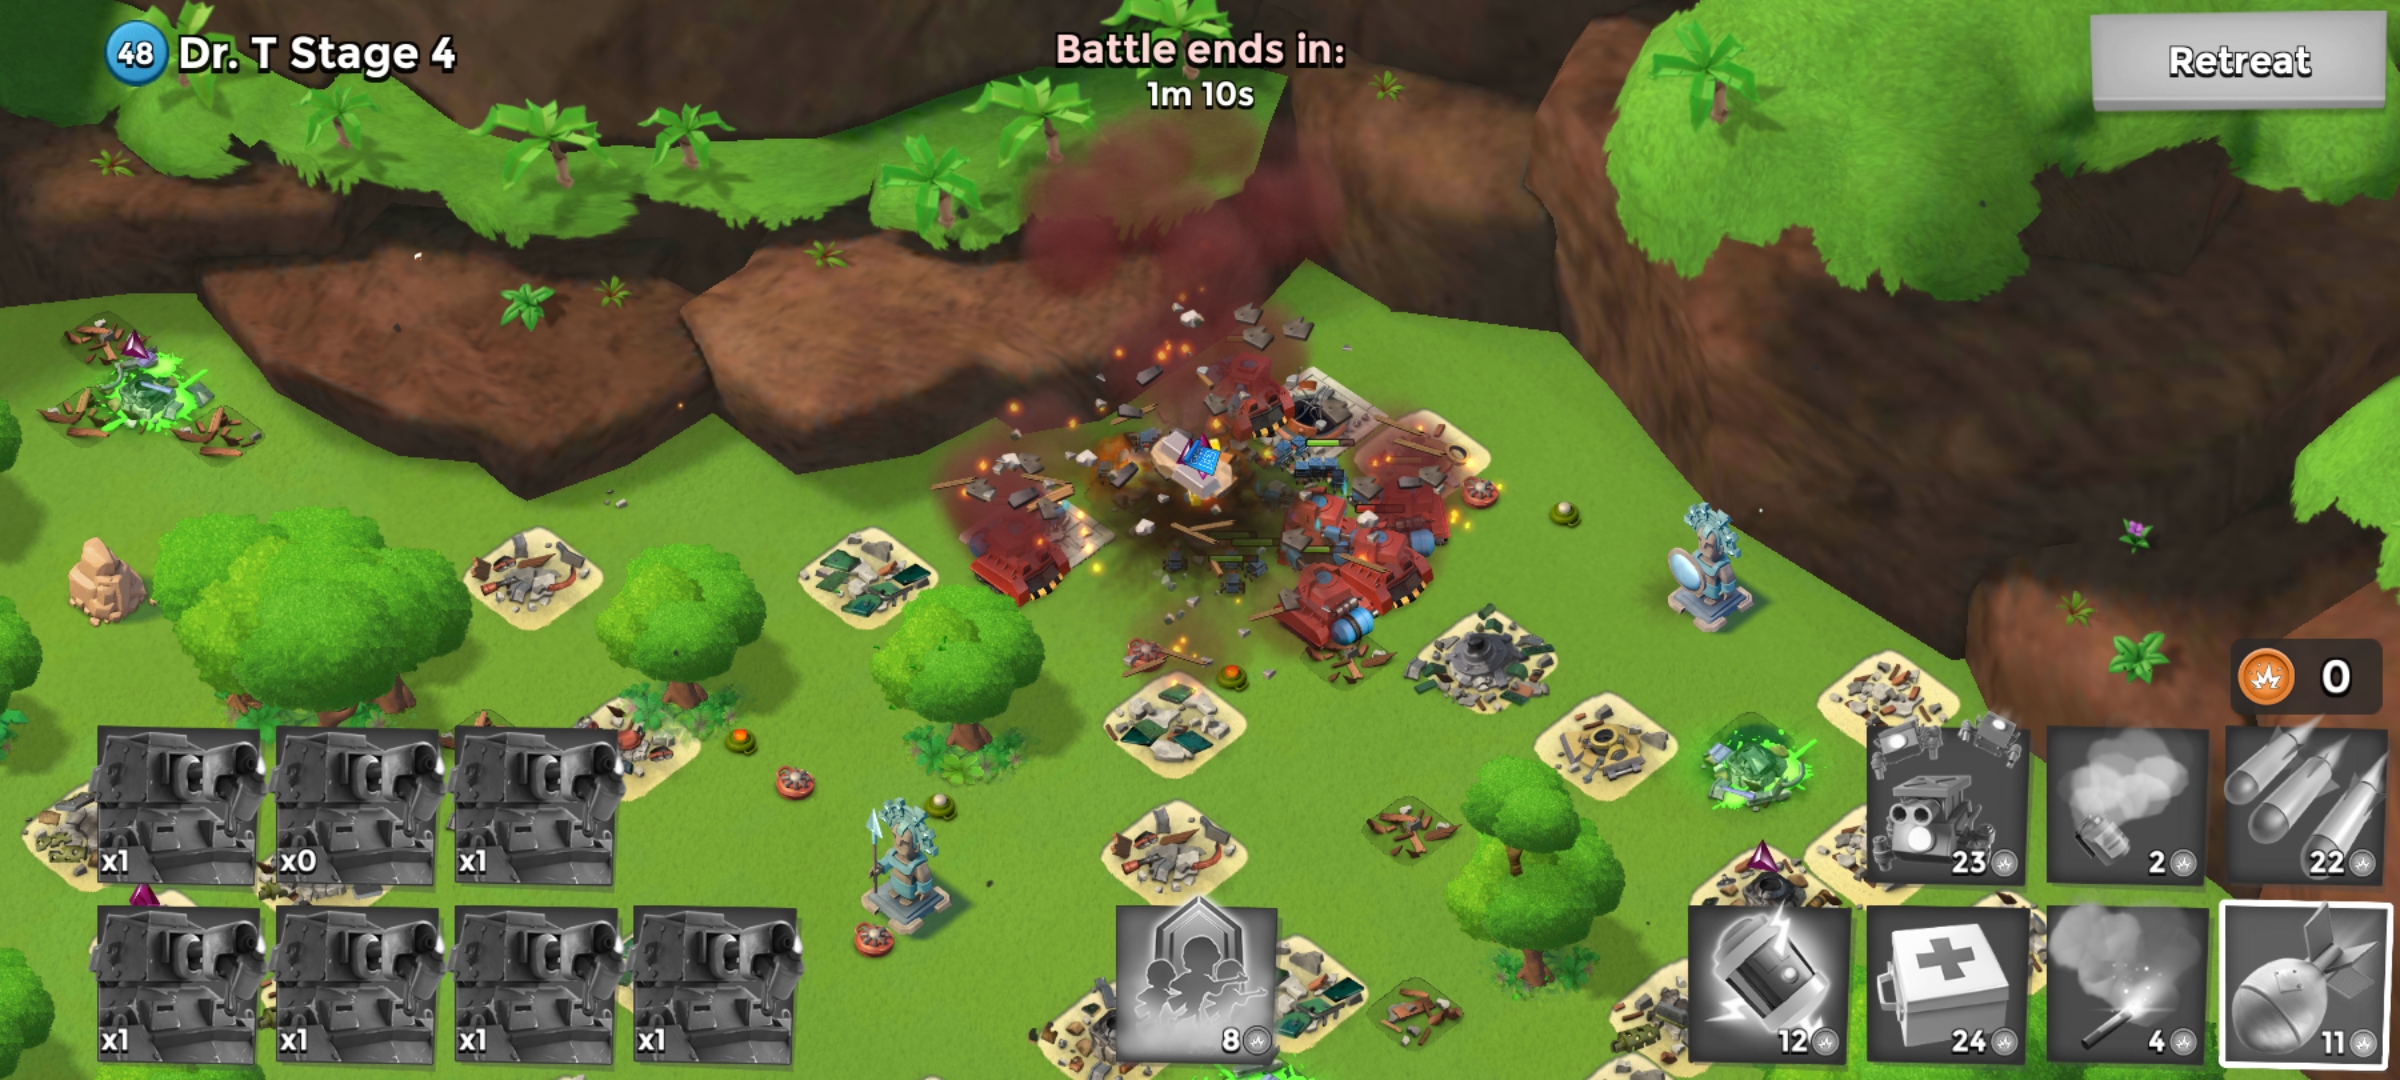 48 Dr. T Stage 4
Battle ends in:
1m 10s
Retreat
0
x1 x0 x1
23 2 22
x1 x1 x1 x1
8
12 24 4 11